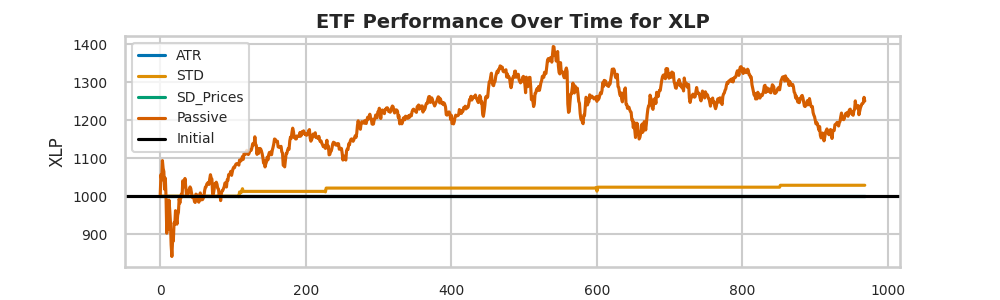 ETF Performance Over Time for XLP
1400
1300
1200
1100
1000
900
XLP
ATR
STD
SD_Prices
Passive
Initial
0
200
400
600
800
1000